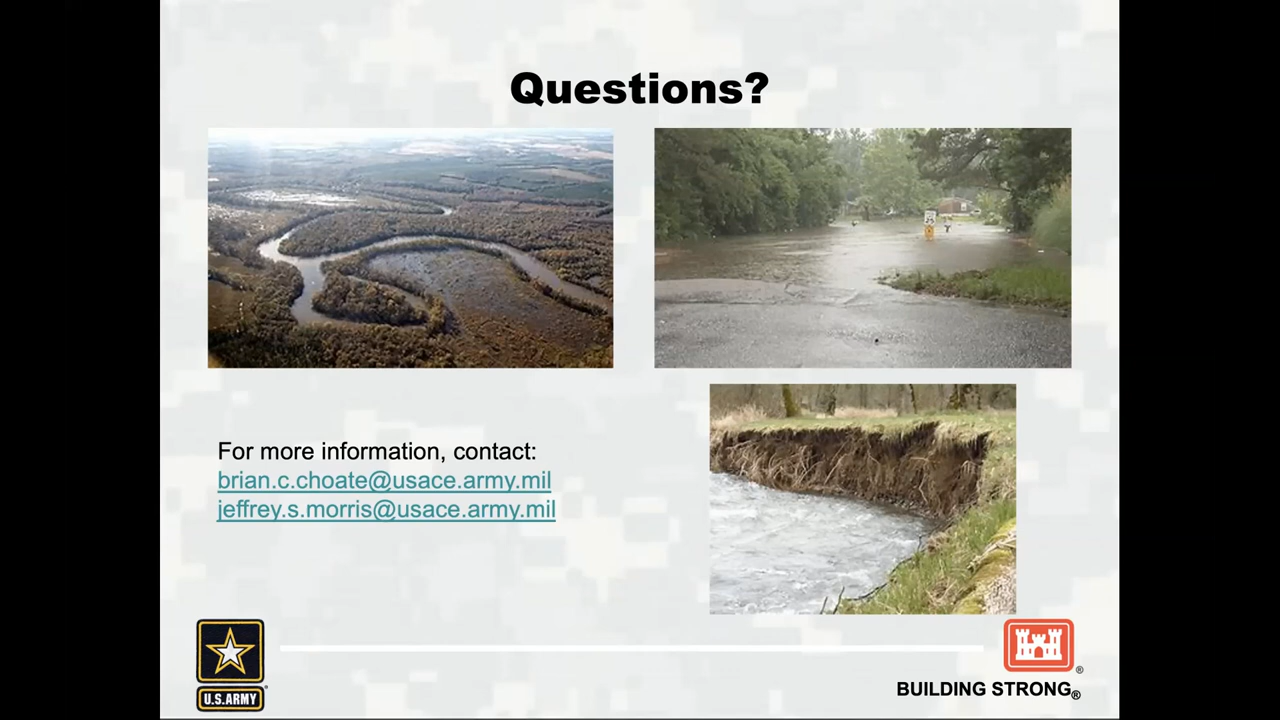 Questions?
For more information, contact:
brian.c.choate@usace.army.mil
jeffrey.s.morris@usace.army.mil
U.S.ARMY
BUILDING STRONG®